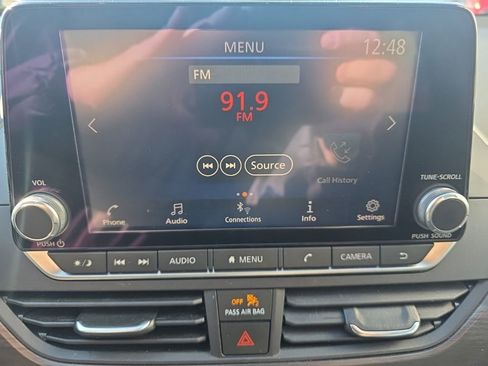 MENU
12:48
FM
91.9
FM
Source
Call History
VOL
TUNE·SCROLL
Phone
Audio
Connections
Info
Settings
PUSH
PUSH SOUND
AUDIO
MENU
CAMERA
OFF
PASS AIR BAG